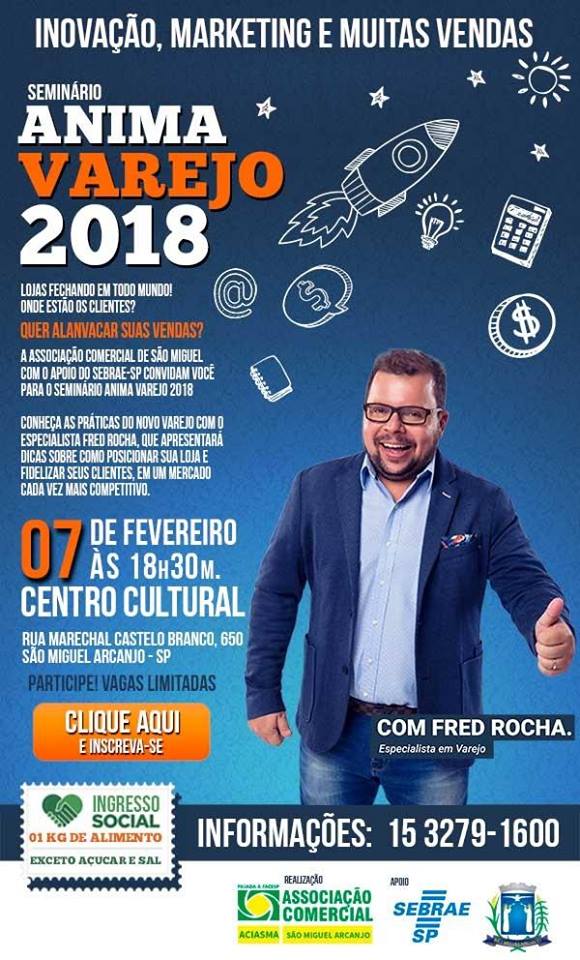 INOVAÇÃO, MARKETING E MUITAS VENDAS
SEMINÁRIO
ANIMA
VAREJO
2018
LOJAS FECHANDO EM TODO MUNDO!
ONDE ESTÃO OS CLIENTES?
QUER ALANVACAR SUAS VENDAS?
A ASSOCIAÇÃO COMERCIAL DE SÃO MIGUEL
COM O APOIO DO SEBRAE-SP CONVIDAM VOCÊ
PARA O SEMINÁRIO ANIMA VAREJO 2018
CONHEÇA AS PRÁTICAS DO NOVO VAREJO COM O
ESPECIALISTA FRED ROCHA, QUE APRESENTARÁ
DICAS SOBRE COMO POSICIONAR SUA LOJA E
FIDELIZAR SEUS CLIENTES, EM UM MERCADO
CADA VEZ MAIS COMPETITIVO.
07 DE FEVEREIRO
ÀS 18H30M.
CENTRO CULTURAL
RUA MARECHAL CASTELO BRANCO, 650
SÃO MIGUEL ARCANJO - SP
PARTICIPE! VAGAS LIMITADAS
CLIQUE AQUI
E INSCREVA-SE
COM FRED ROCHA.
Especialista em Varejo
INGRESSO
SOCIAL
01 KG DE ALIMENTO
EXCETO AÇUCAR E SAL
INFORMAÇÕES: 15 3279-1600
REALIZAÇÃO
FILIADA À FACESP
ASSOCIAÇÃO
COMERCIAL
ACIASMA SÃO MIGUEL ARCANJO
APOIO
SEBRAE
SP